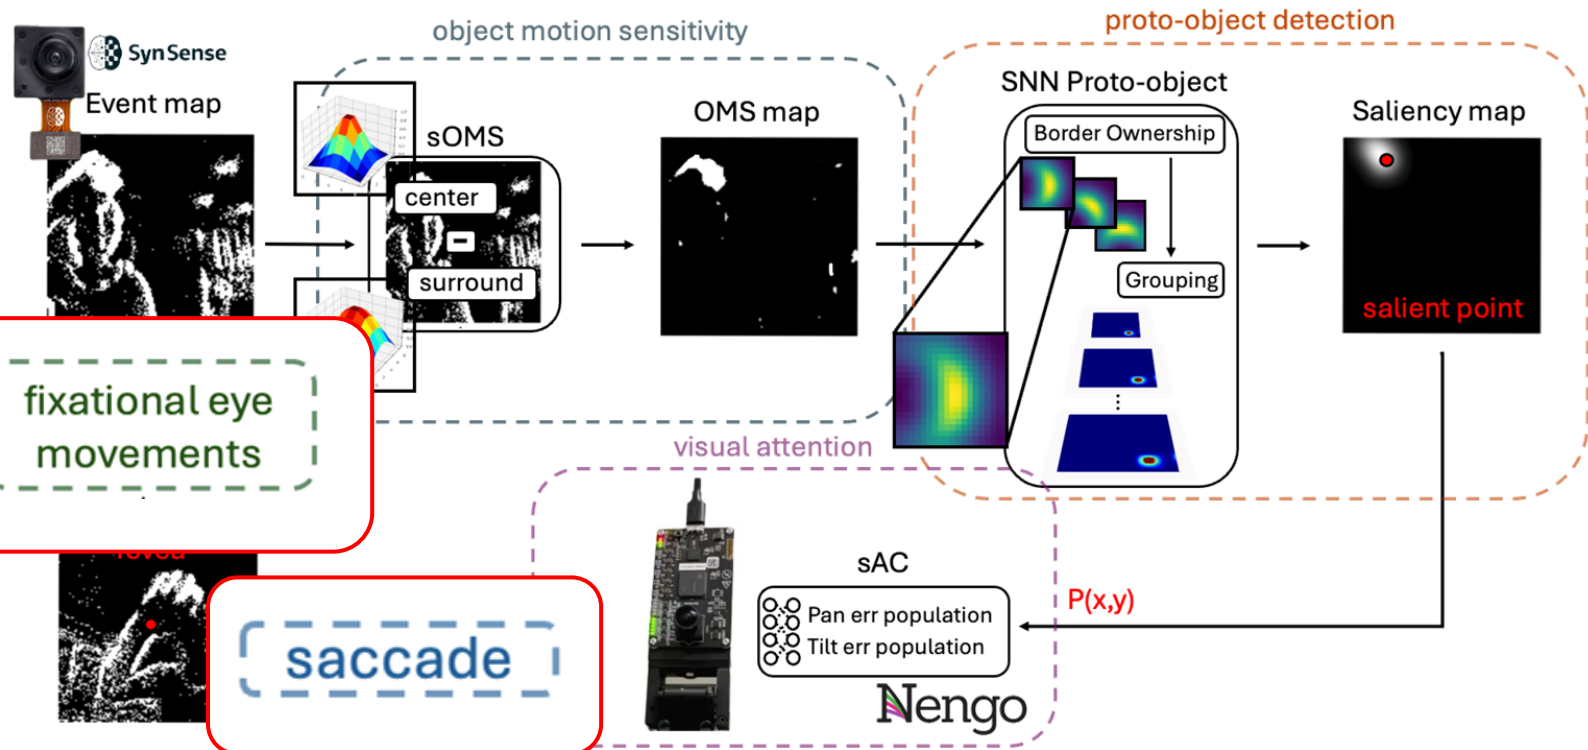 object motion sensitivity
proto-object detection
SynSense
Event map
sOMS
center
-
surround
OMS map
SNN Proto-object
Border Ownership
Grouping
Saliency map
salient point
fixational eye
movements
visual attention
saccade
sAC
Pan err population
Tilt err population
P(x,y)
Nengo